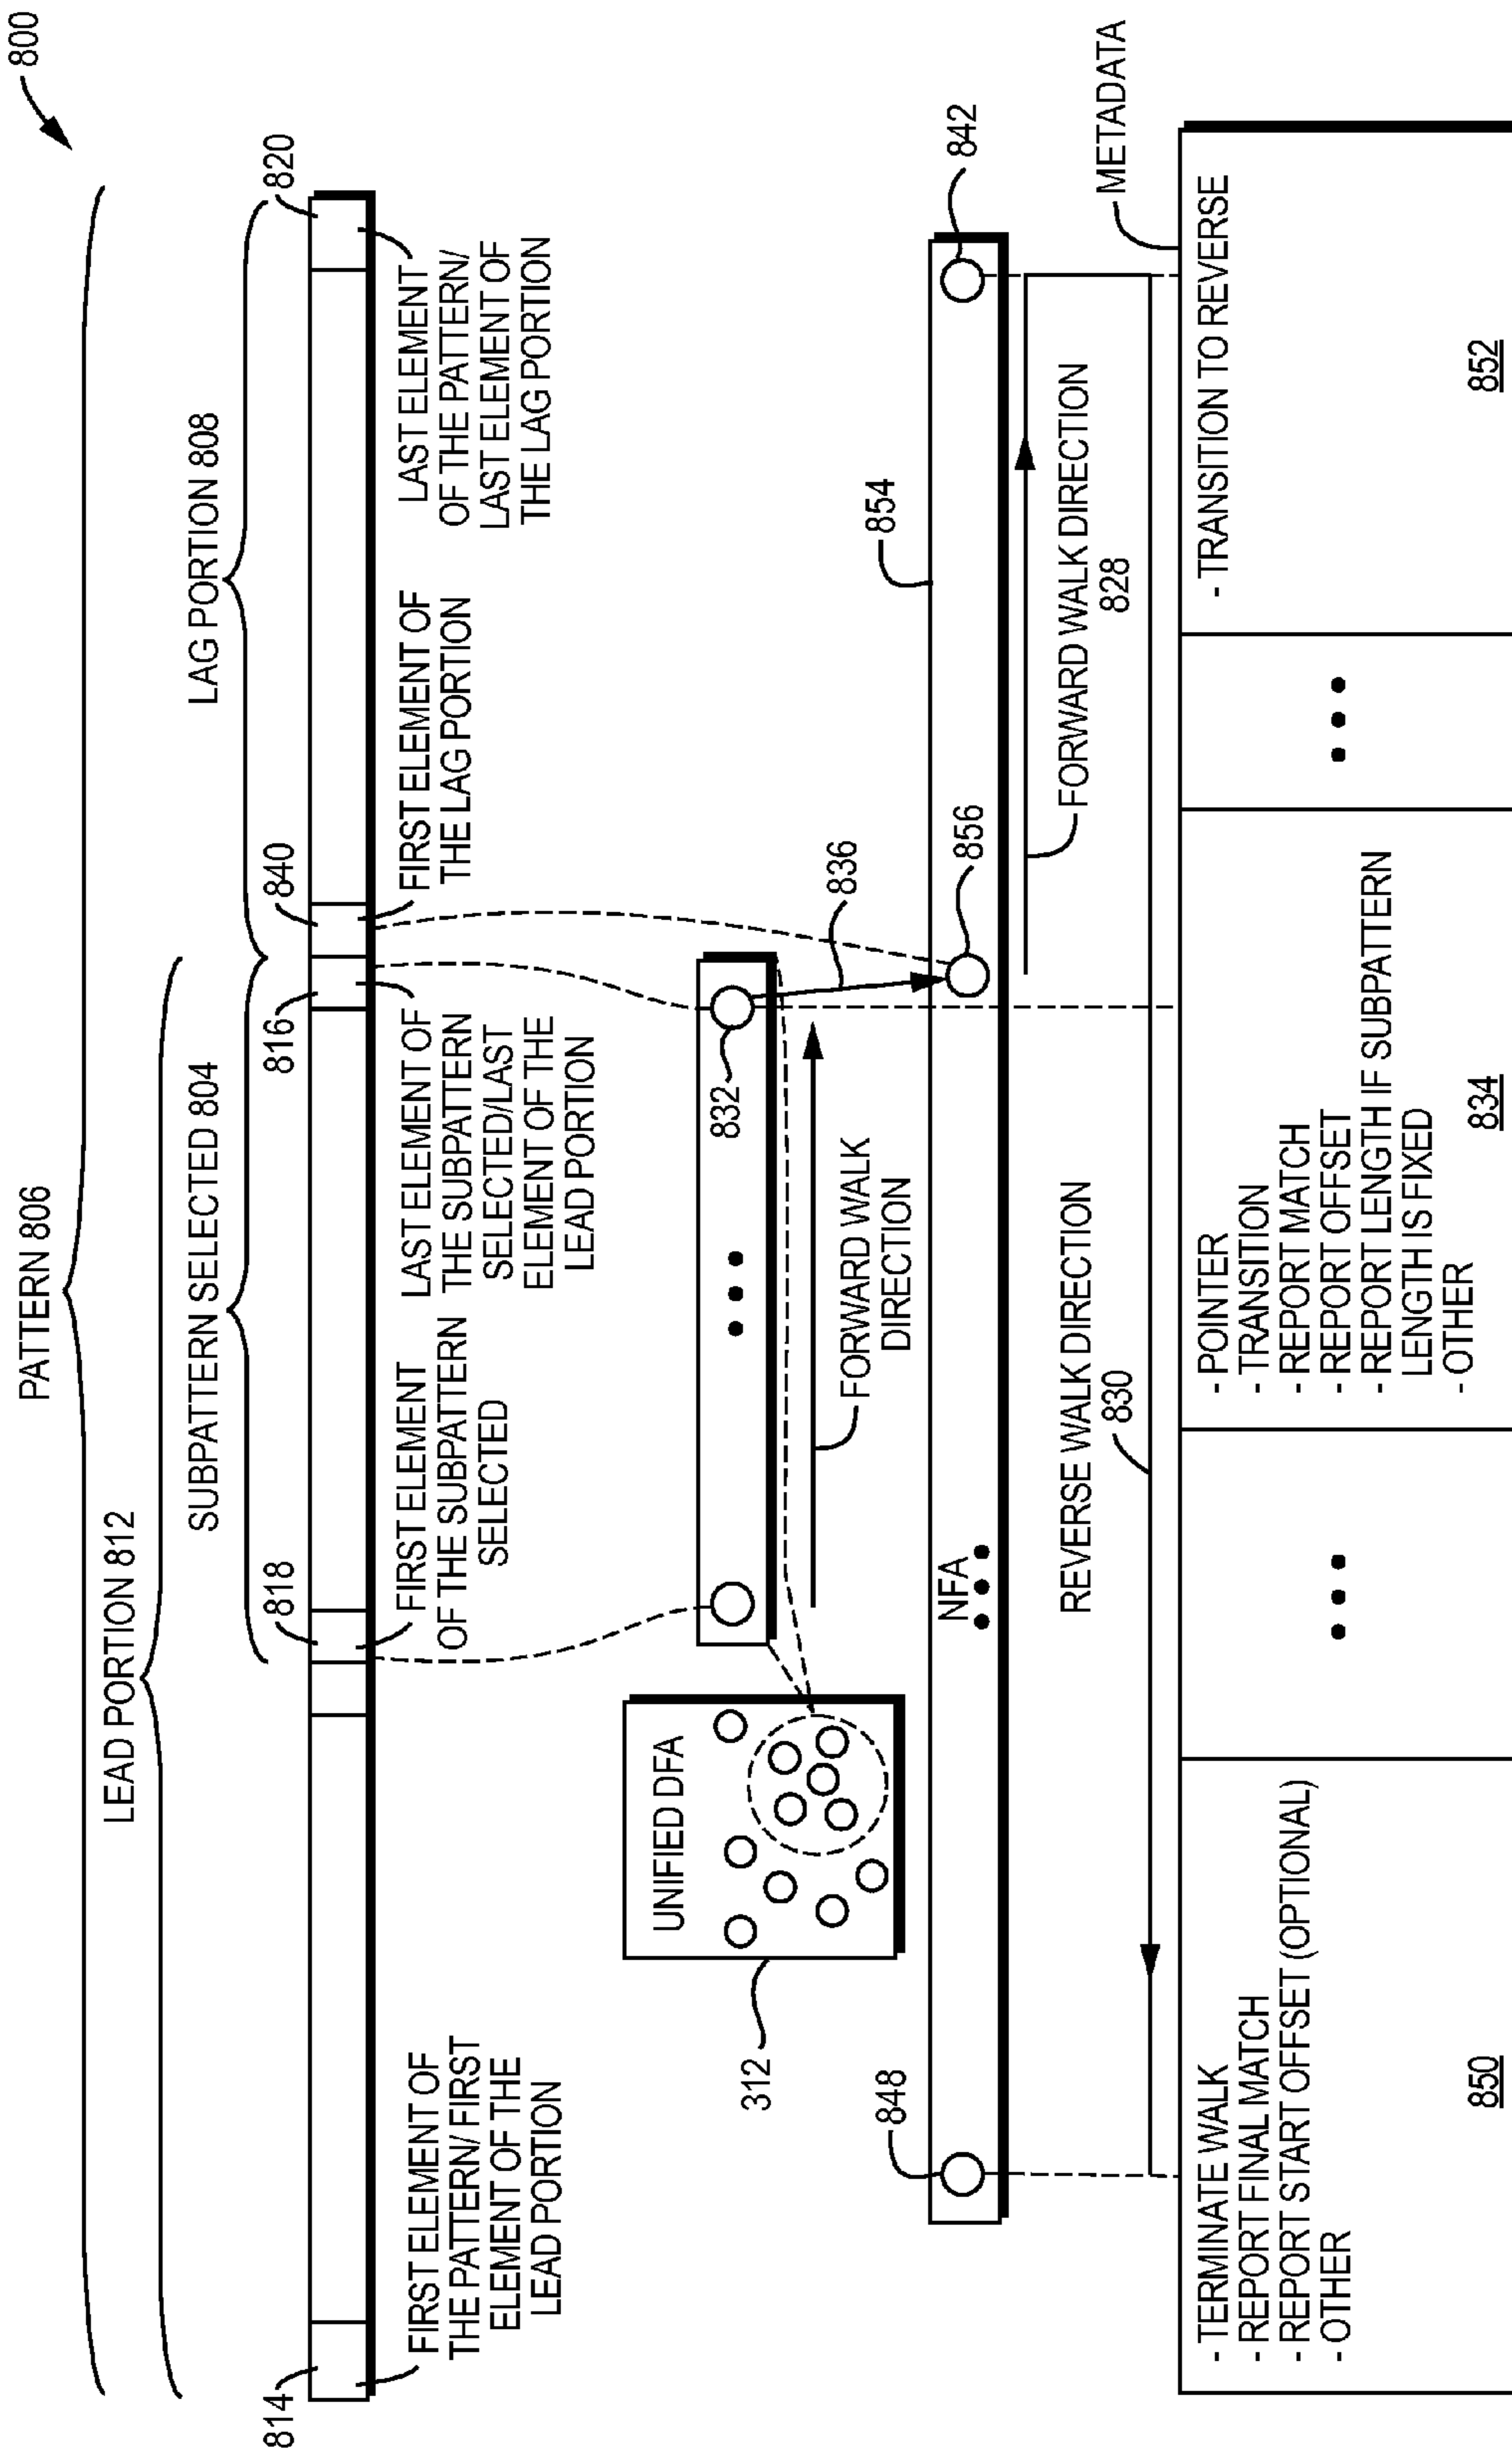 800
PATTERN 806
LEAD PORTION 812
LAG PORTION 808
SUBPATTERN SELECTED 804
814
818
816
840
820
FIRST ELEMENT OF
THE PATTERN/ FIRST
ELEMENT OF THE
LEAD PORTION
FIRST ELEMENT
OF THE SUBPATTERN
SELECTED
LAST ELEMENT OF
THE SUBPATTERN
SELECTED/LAST
ELEMENT OF THE
LEAD PORTION
FIRST ELEMENT OF
THE LAG PORTION
LAST ELEMENT
OF THE PATTERN/
LAST ELEMENT OF
THE LAG PORTION
UNIFIED DFA
312
832
FORWARD WALK
DIRECTION
836
854
848
NFA
856
842
FORWARD WALK DIRECTION
828
REVERSE WALK DIRECTION
830
METADATA
- TERMINATE WALK
- REPORT FINAL MATCH
- REPORT START OFFSET (OPTIONAL)
- OTHER
850
- POINTER
- TRANSITION
- REPORT MATCH
- REPORT OFFSET
- REPORT LENGTH IF SUBPATTERN
LENGTH IS FIXED
- OTHER
834
- TRANSITION TO REVERSE
852